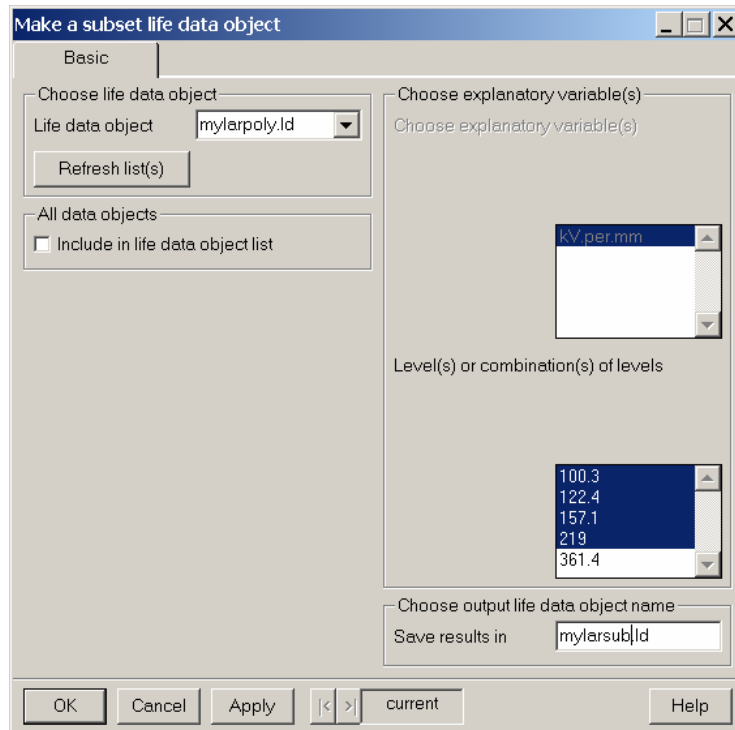 Make a subset life data object
Basic
Choose life data object
Life data object mylarpoly.ld
Refresh list(s)
All data objects
Include in life data object list
Choose explanatory variable(s)
Choose explanatory variable(s)
kV.per.mm
Level(s) or combination(s) of levels
100.3
122.4
157.1
219
361.4
Choose output life data object name
Save results in mylarsub.ld
OK Cancel Apply |< >| current Help